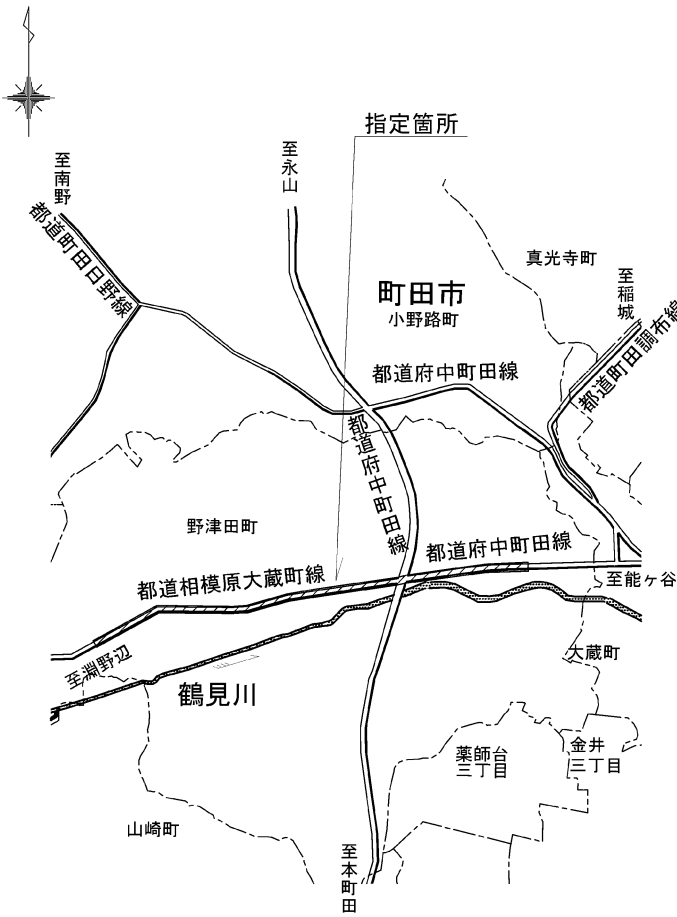 指定箇所
至永山
至南野
都道町田日野線
真光寺町
至稲城
町田市
小野路町
都道町田調布線
都道府中町田線
都道府中町田線
野津田町
都道府中町田線
都道相模原大蔵町線
至能ヶ谷
至淵野辺
大蔵町
鶴見川
薬師台
三丁目
金井
三丁目
山崎町
至本町田